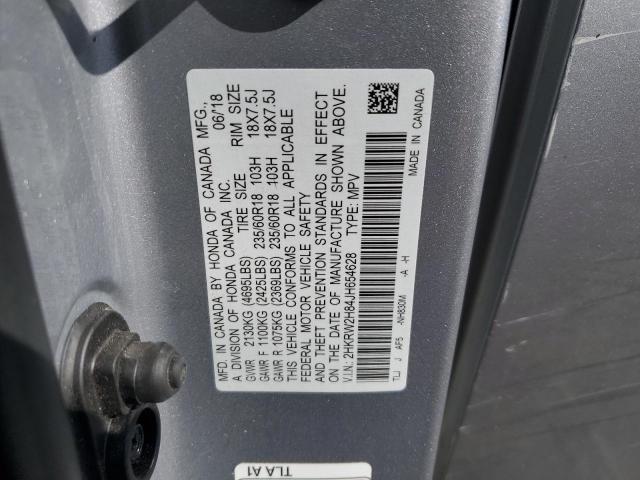 MFD. IN CANADA BY HONDA OF CANADA MFG.,
A DIVISION OF HONDA CANADA INC. 06/'18
TIRE SIZE RIM SIZE
GVWR 2130KG (4695LBS)
GAWR F 1100KG (2425LBS) 235/60R18 103H 18X7.5J
GAWR R 1075KG (2369LBS) 235/60R18 103H 18X7.5J
THIS VEHICLE CONFORMS TO ALL APPLICABLE
FEDERAL MOTOR VEHICLE SAFETY
AND THEFT PREVENTION STANDARDS IN EFFECT
ON THE DATE OF MANUFACTURE SHOWN ABOVE.
V.I.N.: 2HKRW2H84JH654628 TYPE: MPV
TLJ J AF5 -NH830M -A -H
MADE IN CANADA
TLA A1